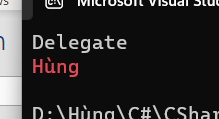 Microsoft Visual Stu
Delegate
Hùng
D:\Hùng\C#\CShar